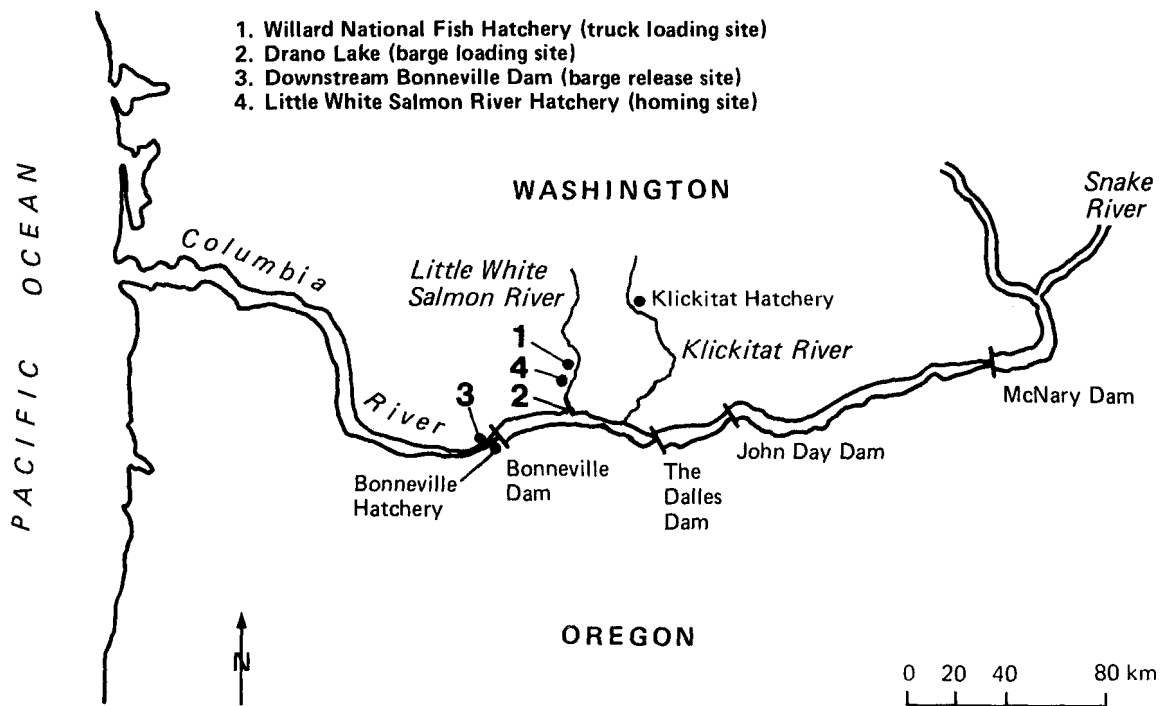 1. Willard National Fish Hatchery (truck loading site)
2. Drano Lake (barge loading site)
3. Downstream Bonneville Dam (barge release site)
4. Little White Salmon River Hatchery (homing site)
PACIFIC OCEAN
WASHINGTON
Snake
River
Columbia
River
Little White
Salmon River
Klickitat Hatchery
Klickitat River
1
4
2
3
McNary Dam
John Day Dam
Bonneville
Hatchery
Bonneville
Dam
The
Dalles
Dam
OREGON
N
0 20 40 80 km